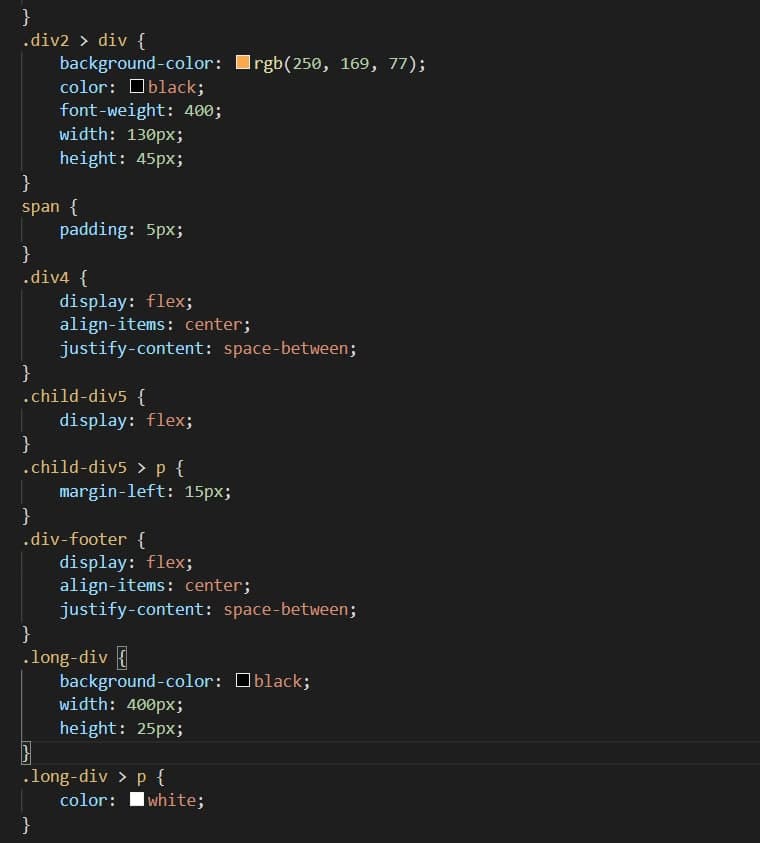 }
.div2 > div {
    background-color: rgb(250, 169, 77);
    color: black;
    font-weight: 400;
    width: 130px;
    height: 45px;
}
span {
    padding: 5px;
}
.div4 {
    display: flex;
    align-items: center;
    justify-content: space-between;
}
.child-div5 {
    display: flex;
}
.child-div5 > p {
    margin-left: 15px;
}
.div-footer {
    display: flex;
    align-items: center;
    justify-content: space-between;
}
.long-div {
    background-color: black;
    width: 400px;
    height: 25px;
}
.long-div > p {
    color: white;
}